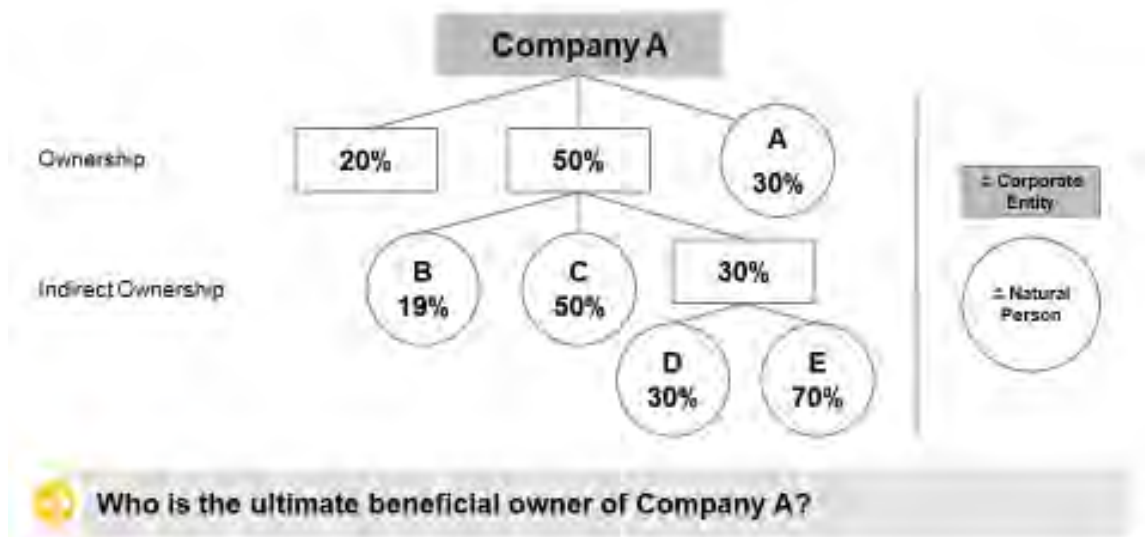 Company A
Ownership
20%
50%
A
30%
≙ Corporate
Entity
Indirect Ownership
B
19%
C
50%
30%
≙ Natural
Person
D
30%
E
70%
Who is the ultimate beneficial owner of Company A?